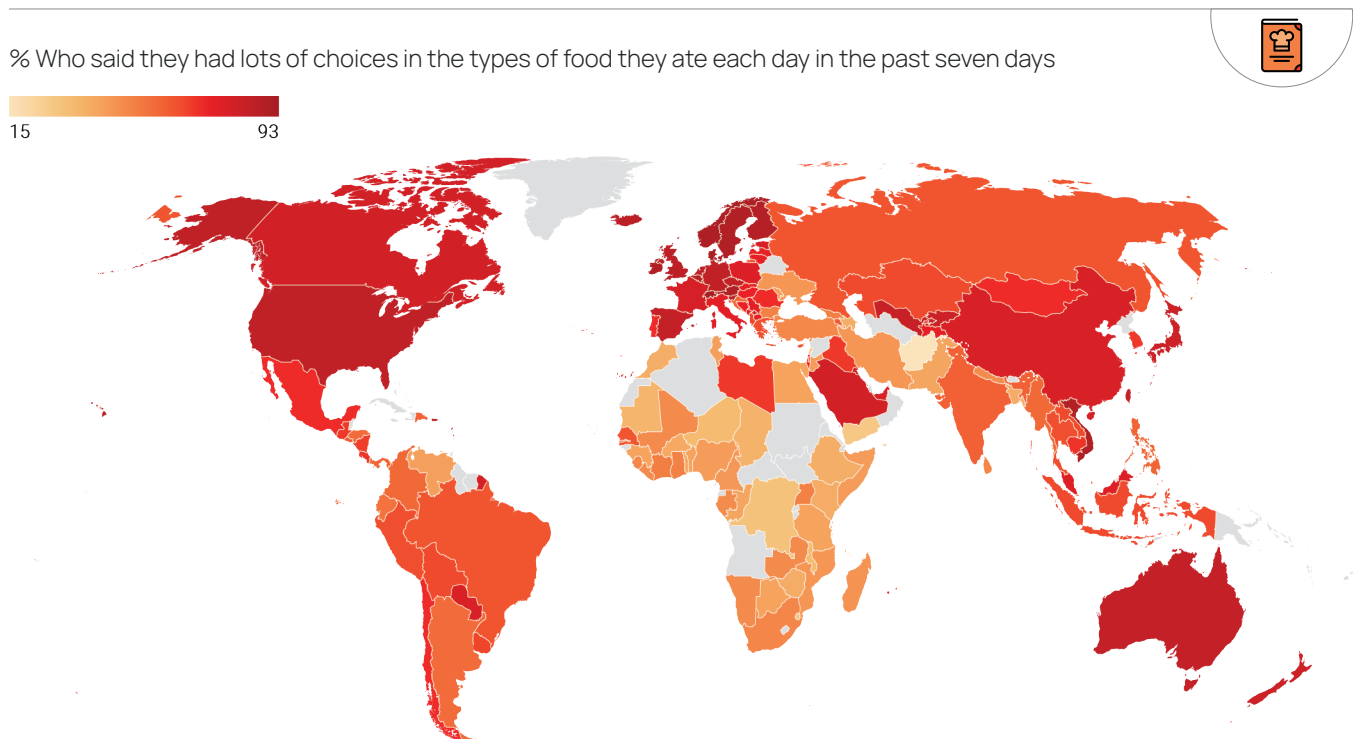 % Who said they had lots of choices in the types of food they ate each day in the past seven days
15 93